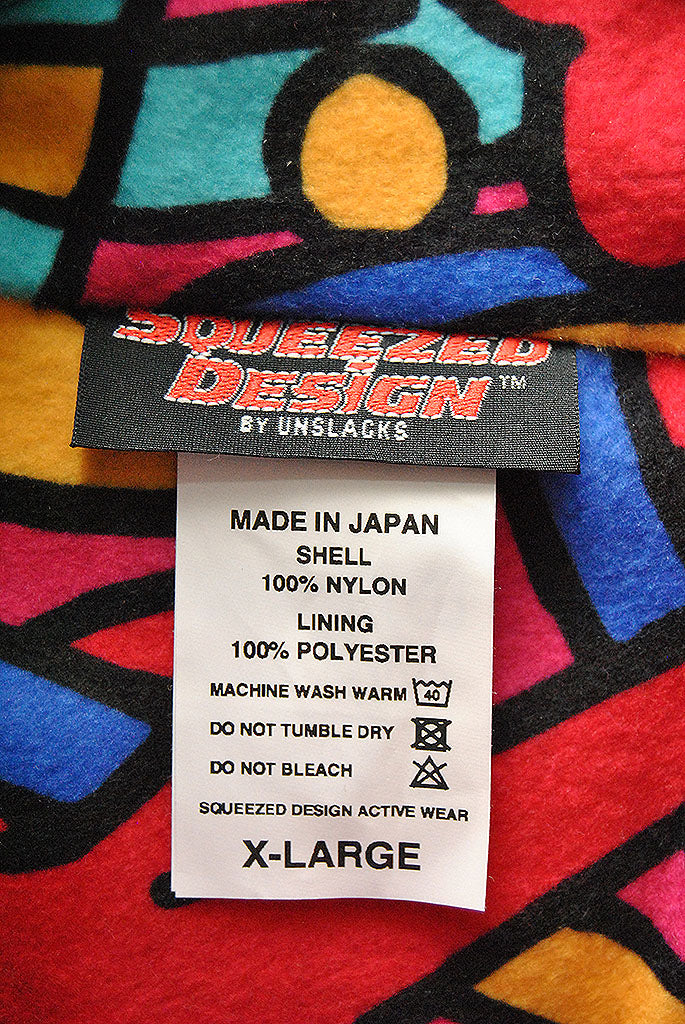 SQUEEZED
DESIGN™
BY UNSLACKS
MADE IN JAPAN
SHELL
100% NYLON
LINING
100% POLYESTER
MACHINE WASH WARM 40
DO NOT TUMBLE DRY
DO NOT BLEACH
SQUEEZED DESIGN ACTIVE WEAR
X-LARGE